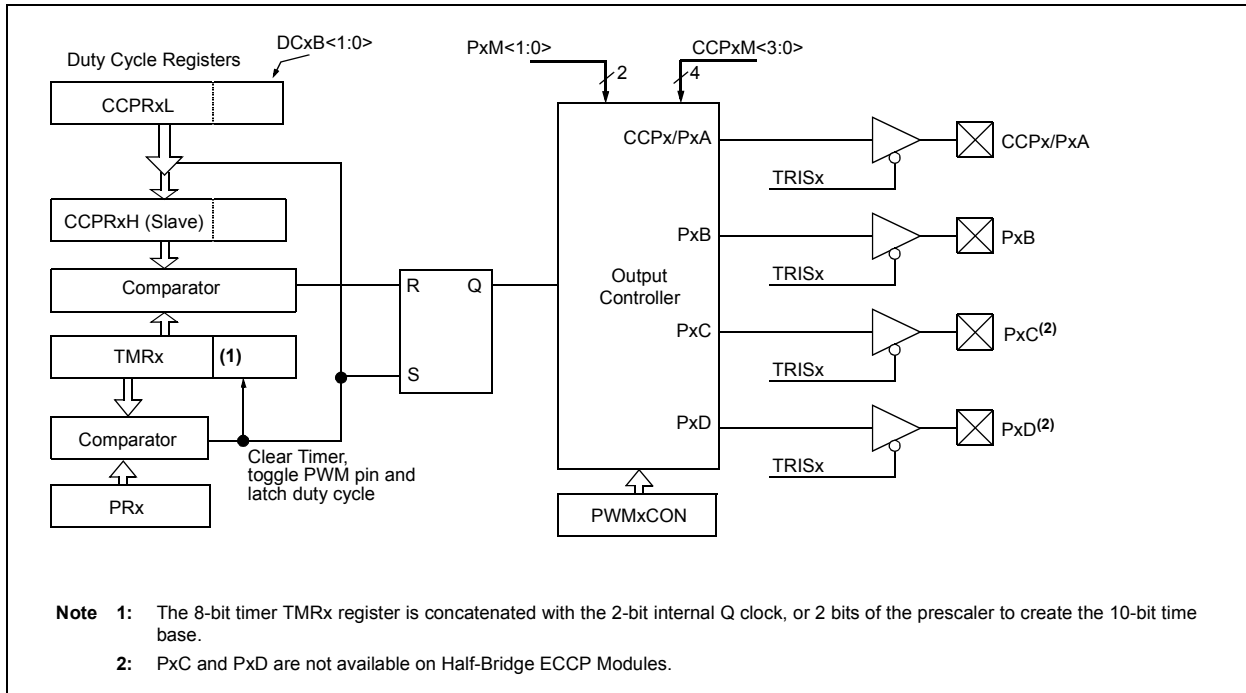 DCxB<1:0>
Duty Cycle Registers
PxM<1:0>
CCPxM<3:0>
2
4
CCPRxL
CCPx/PxA
CCPx/PxA
TRISx
CCPRxH (Slave)
PxB
PxB
TRISx
Comparator
R
Q
Output
Controller
TMRx
(1)
PxC
PxC(2)
TRISx
S
Comparator
PxD
PxD(2)
TRISx
Clear Timer,
toggle PWM pin and
latch duty cycle
PRx
PWMxCON
Note 1: The 8-bit timer TMRx register is concatenated with the 2-bit internal Q clock, or 2 bits of the prescaler to create the 10-bit time
base.
2: PxC and PxD are not available on Half-Bridge ECCP Modules.